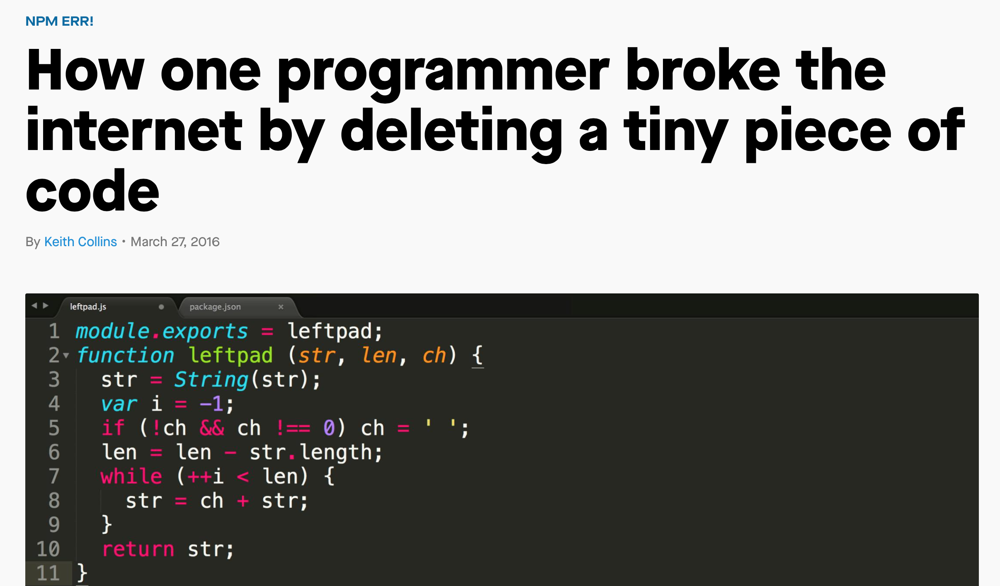 NPM ERR!
How one programmer broke the
internet by deleting a tiny piece of
code
By Keith Collins • March 27, 2016
leftpad.js package.json
1 module.exports = leftpad;
2 function leftpad (str, len, ch) {
3 str = String(str);
4 var i = -1;
5 if (!ch && ch !== 0) ch = ' ';
6 len = len - str.length;
7 while (++i < len) {
8 str = ch + str;
9 }
10 return str;
11 }